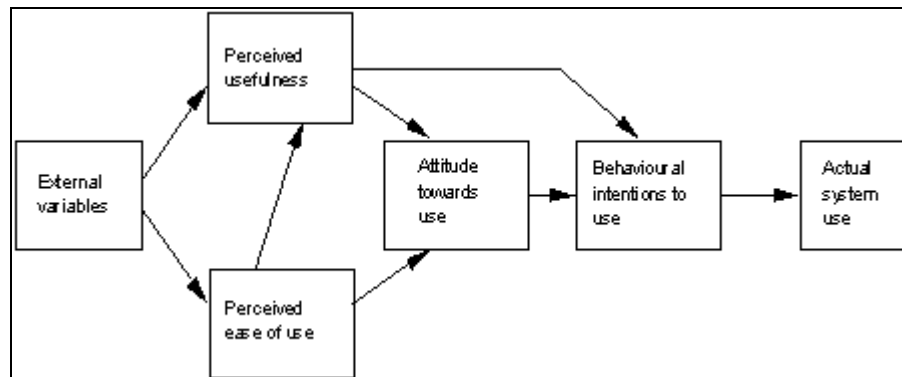 Perceived
usefulness
External
variables
Attitude
towards
use
Behavioural
intentions to
use
Actual
system
use
Perceived
ease of use